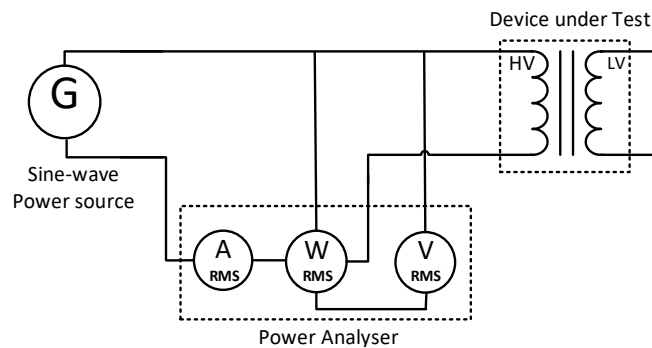 Device under Test
HV
LV
G
Sine-wave
Power source
A
RMS
W
RMS
V
RMS
Power Analyser